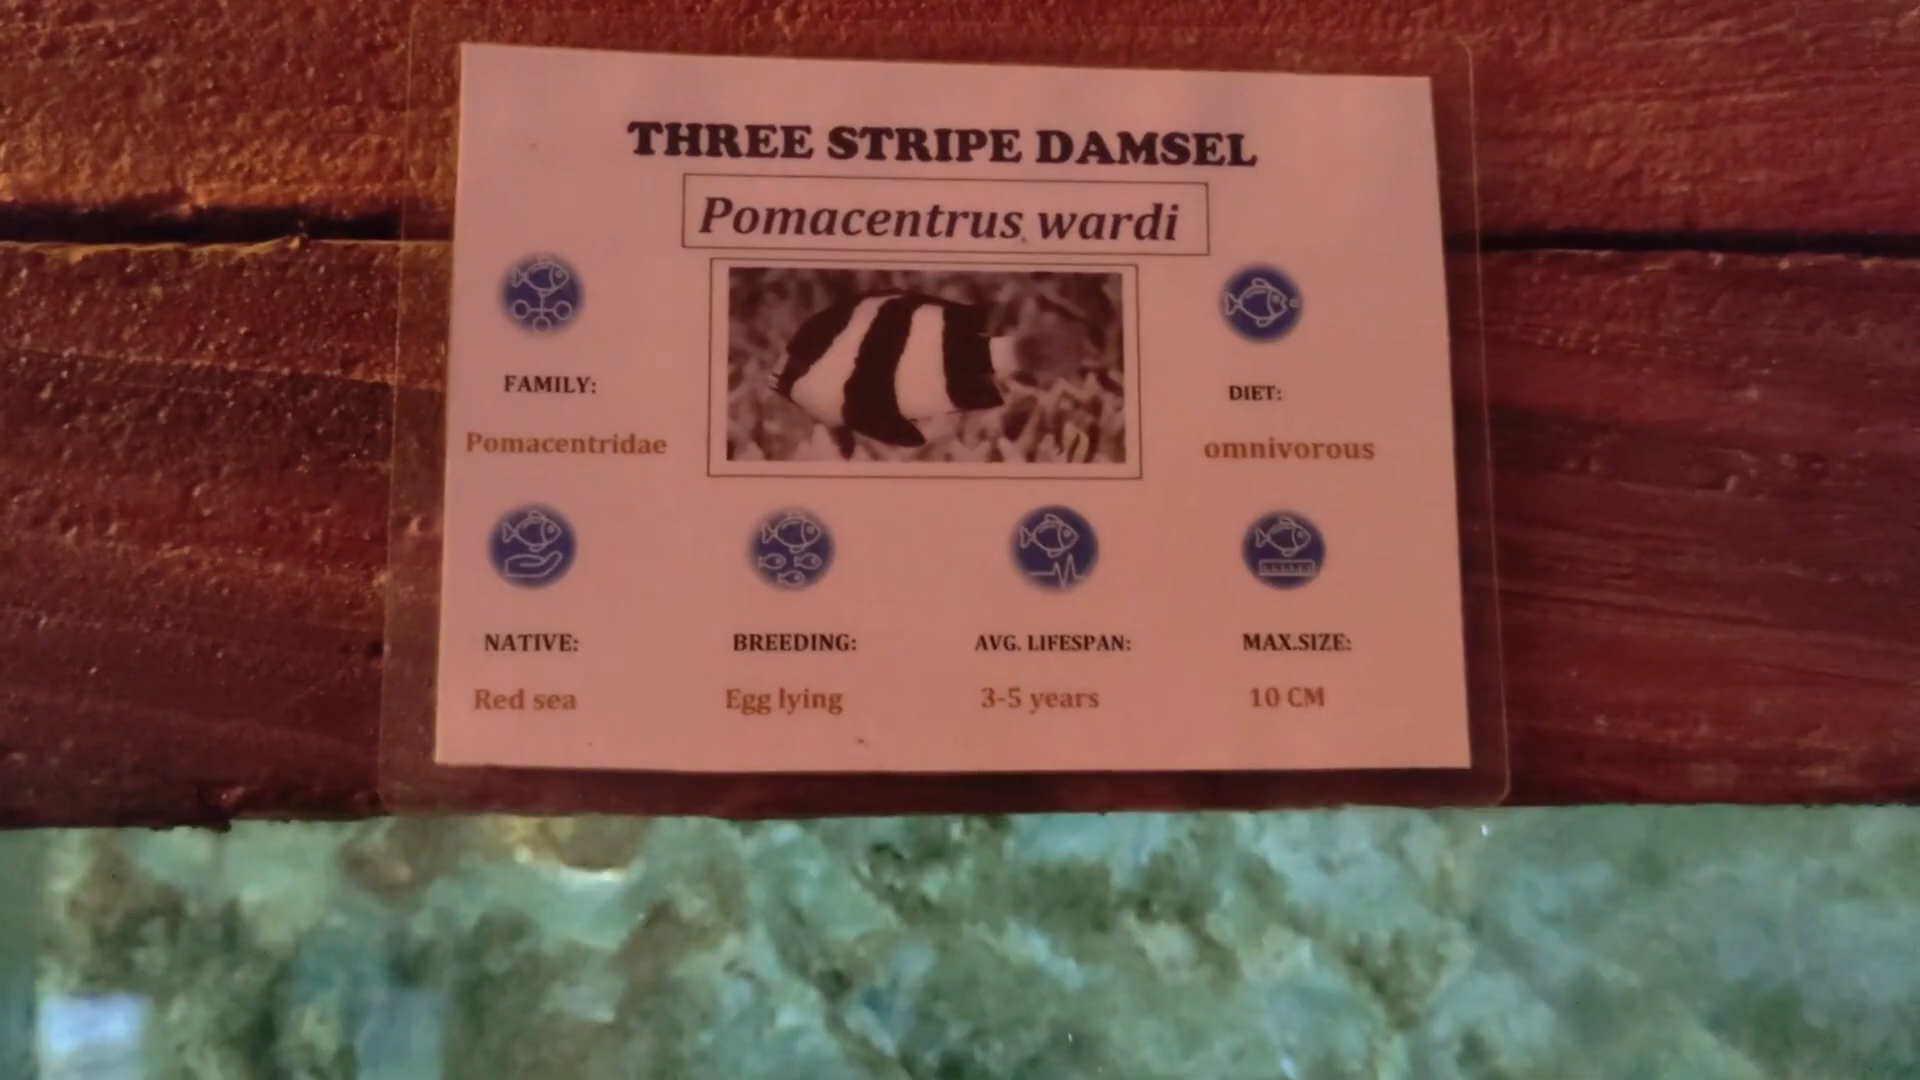 THREE STRIPE DAMSEL
Pomacentrus wardi
FAMILY:
Pomacentridae
DIET:
omnivorous
NATIVE:
Red sea
BREEDING:
Egg lying
AVG. LIFESPAN:
3-5 years
MAX.SIZE:
10 CM